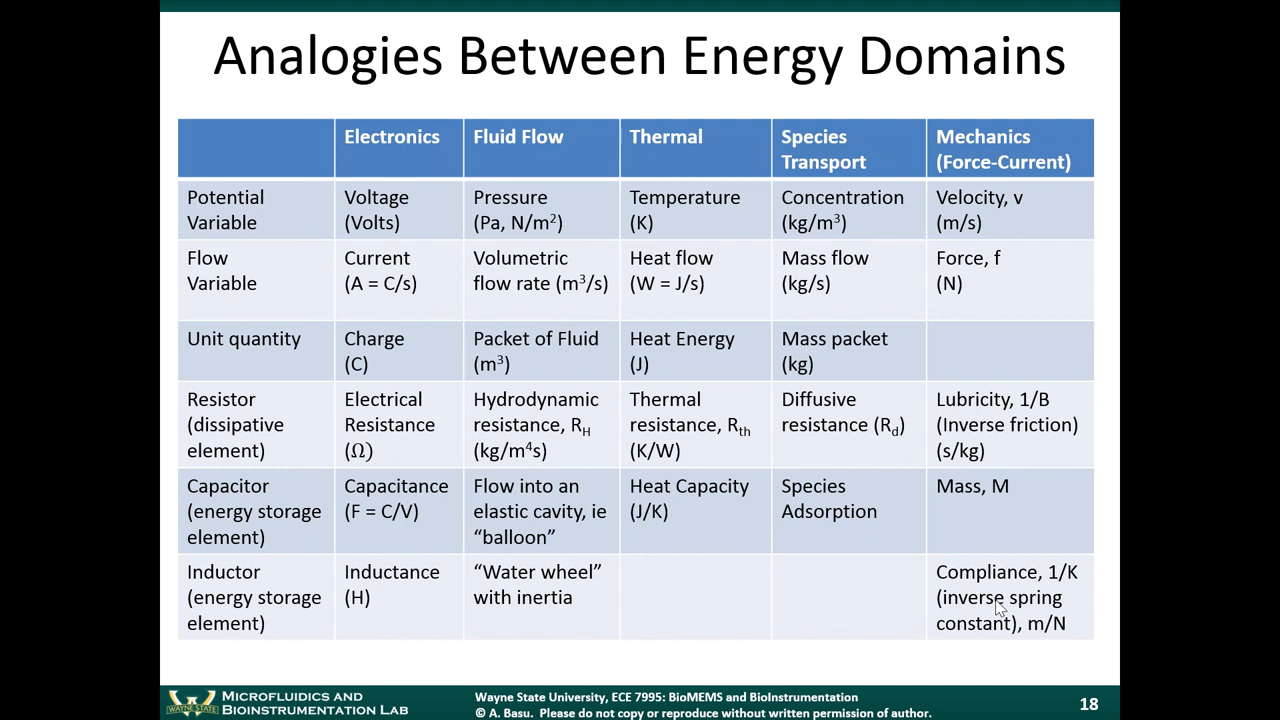 Analogies Between Energy Domains
Electronics
Fluid Flow
Thermal
Species
Transport
Mechanics
(Force-Current)
Potential
Variable
Voltage
(Volts)
Pressure
(Pa, N/m²)
Temperature
(K)
Concentration
(kg/m³)
Velocity, v
(m/s)
Flow
Variable
Current
(A = C/s)
Volumetric
flow rate (m³/s)
Heat flow
(W = J/s)
Mass flow
(kg/s)
Force, f
(N)
Unit quantity
Charge
(C)
Packet of Fluid
(m³)
Heat Energy
(J)
Mass packet
(kg)
Resistor
(dissipative
element)
Electrical
Resistance
(Ω)
Hydrodynamic
resistance, R_H
(kg/m⁴s)
Thermal
resistance, R_th
(K/W)
Diffusive
resistance (R_d)
Lubricity, 1/B
(Inverse friction)
(s/kg)
Capacitor
(energy storage
element)
Capacitance
(F = C/V)
Flow into an
elastic cavity, ie
“balloon”
Heat Capacity
(J/K)
Species
Adsorption
Mass, M
Inductor
(energy storage
element)
Inductance
(H)
“Water wheel”
with inertia
Compliance, 1/K
(inverse spring
constant), m/N
WAYNE STATE
MICROFLUIDICS AND
BIOINSTRUMENTATION LAB
Wayne State University, ECE 7995: BioMEMS and BioInstrumentation
© A. Basu. Please do not copy or reproduce without written permission of author.
18